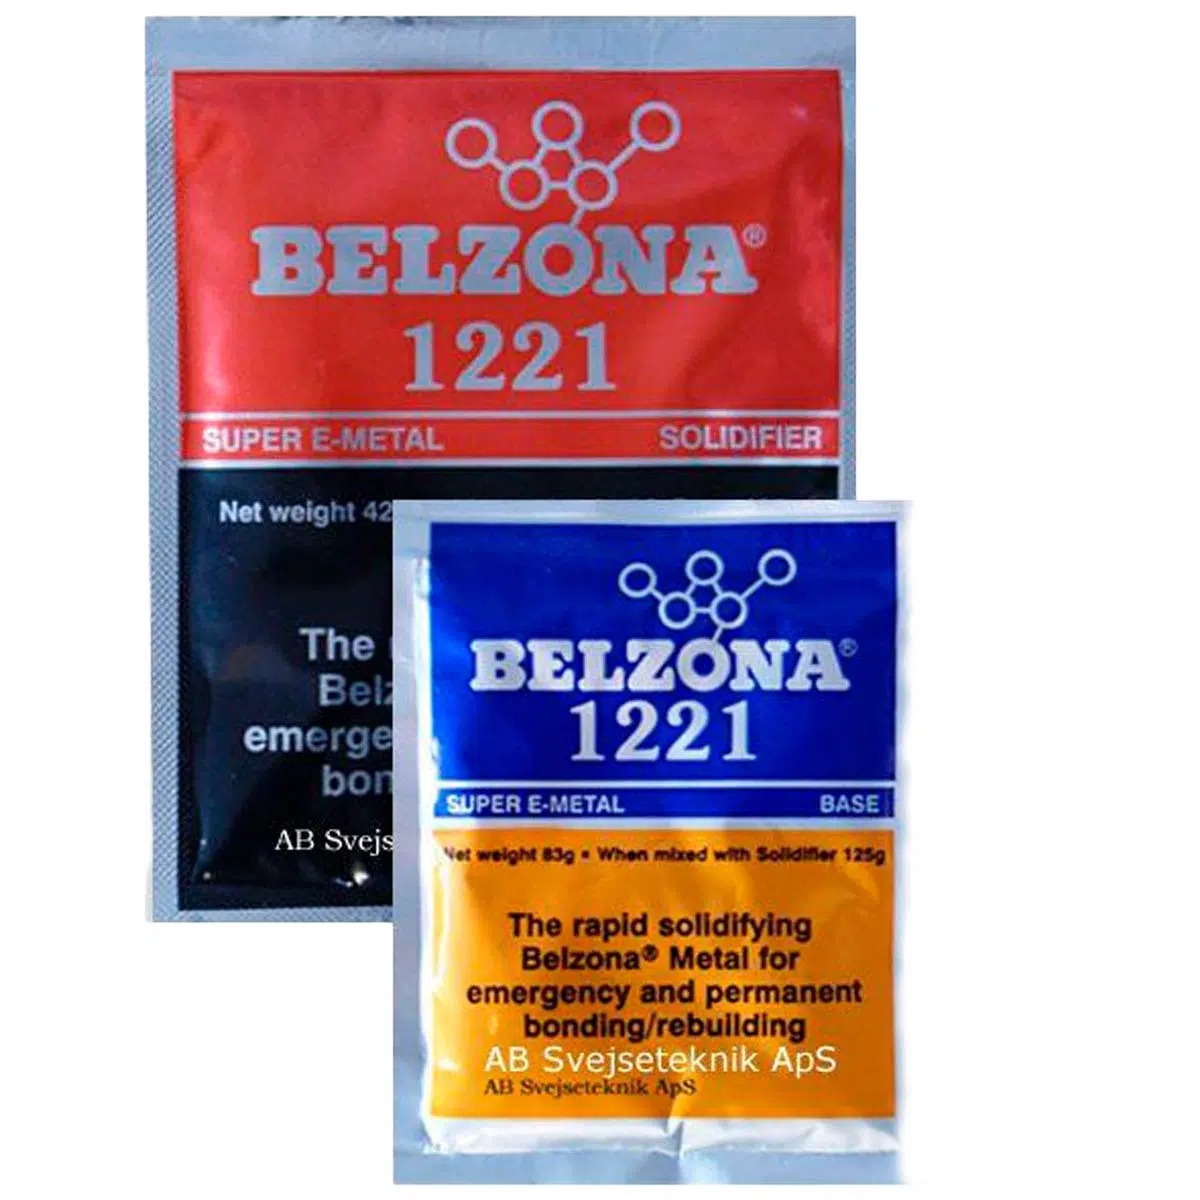 BELZONA®
1221
SUPER E-METAL SOLIDIFIER
Net weight 42
The
Belz
emerge
bon
AB Svejs
BELZONA®
1221
SUPER E-METAL BASE
Net weight 83g • When mixed with Solidifier 125g
The rapid solidifying
Belzona® Metal for
emergency and permanent
bonding/rebuilding
AB Svejseteknik ApS
AB Svejseteknik ApS